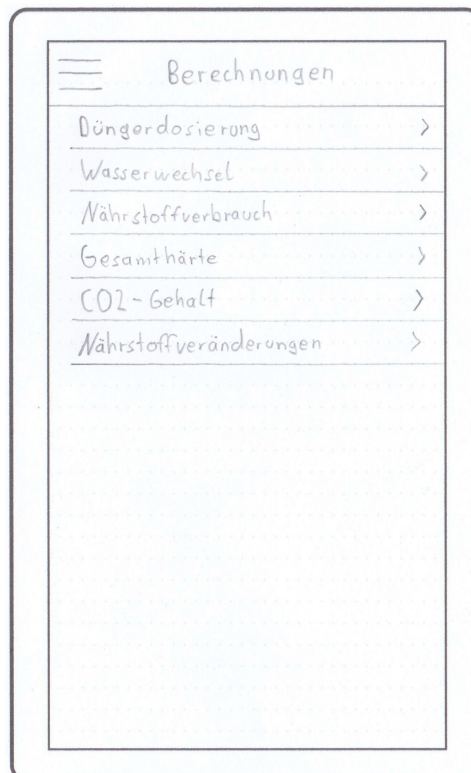 Berechnungen
Düngerdosierung
Wasserwechsel
Nährstoffverbrauch
Gesamthärte
CO2-Gehalt
Nährstoffveränderungen